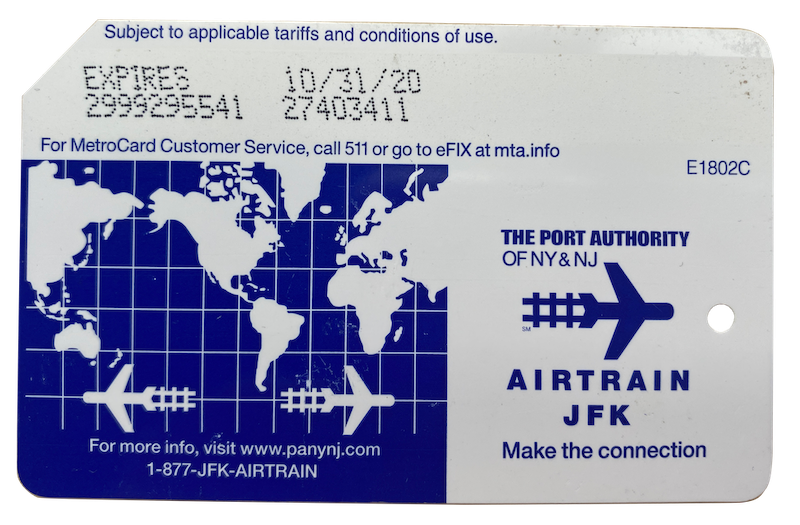 Subject to applicable tariffs and conditions of use.
EXPIRES 10/31/20
2999295541 27403411
For MetroCard Customer Service, call 511 or go to eFIX at mta.info
E1802C
THE PORT AUTHORITY
OF NY & NJ
SM
AIRTRAIN
JFK
Make the connection
For more info, visit www.panynj.com
1-877-JFK-AIRTRAIN